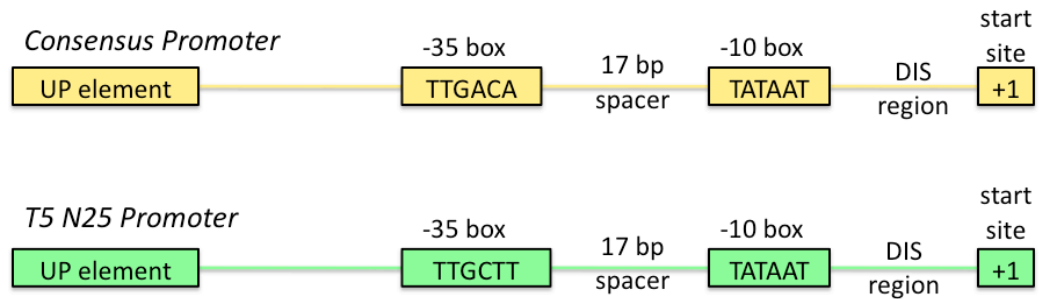 Consensus Promoter
-35 box
-10 box
start
site
UP element
TTGACA
17 bp
spacer
TATAAT
DIS
region
+1
T5 N25 Promoter
-35 box
-10 box
start
site
UP element
TTGCTT
17 bp
spacer
TATAAT
DIS
region
+1